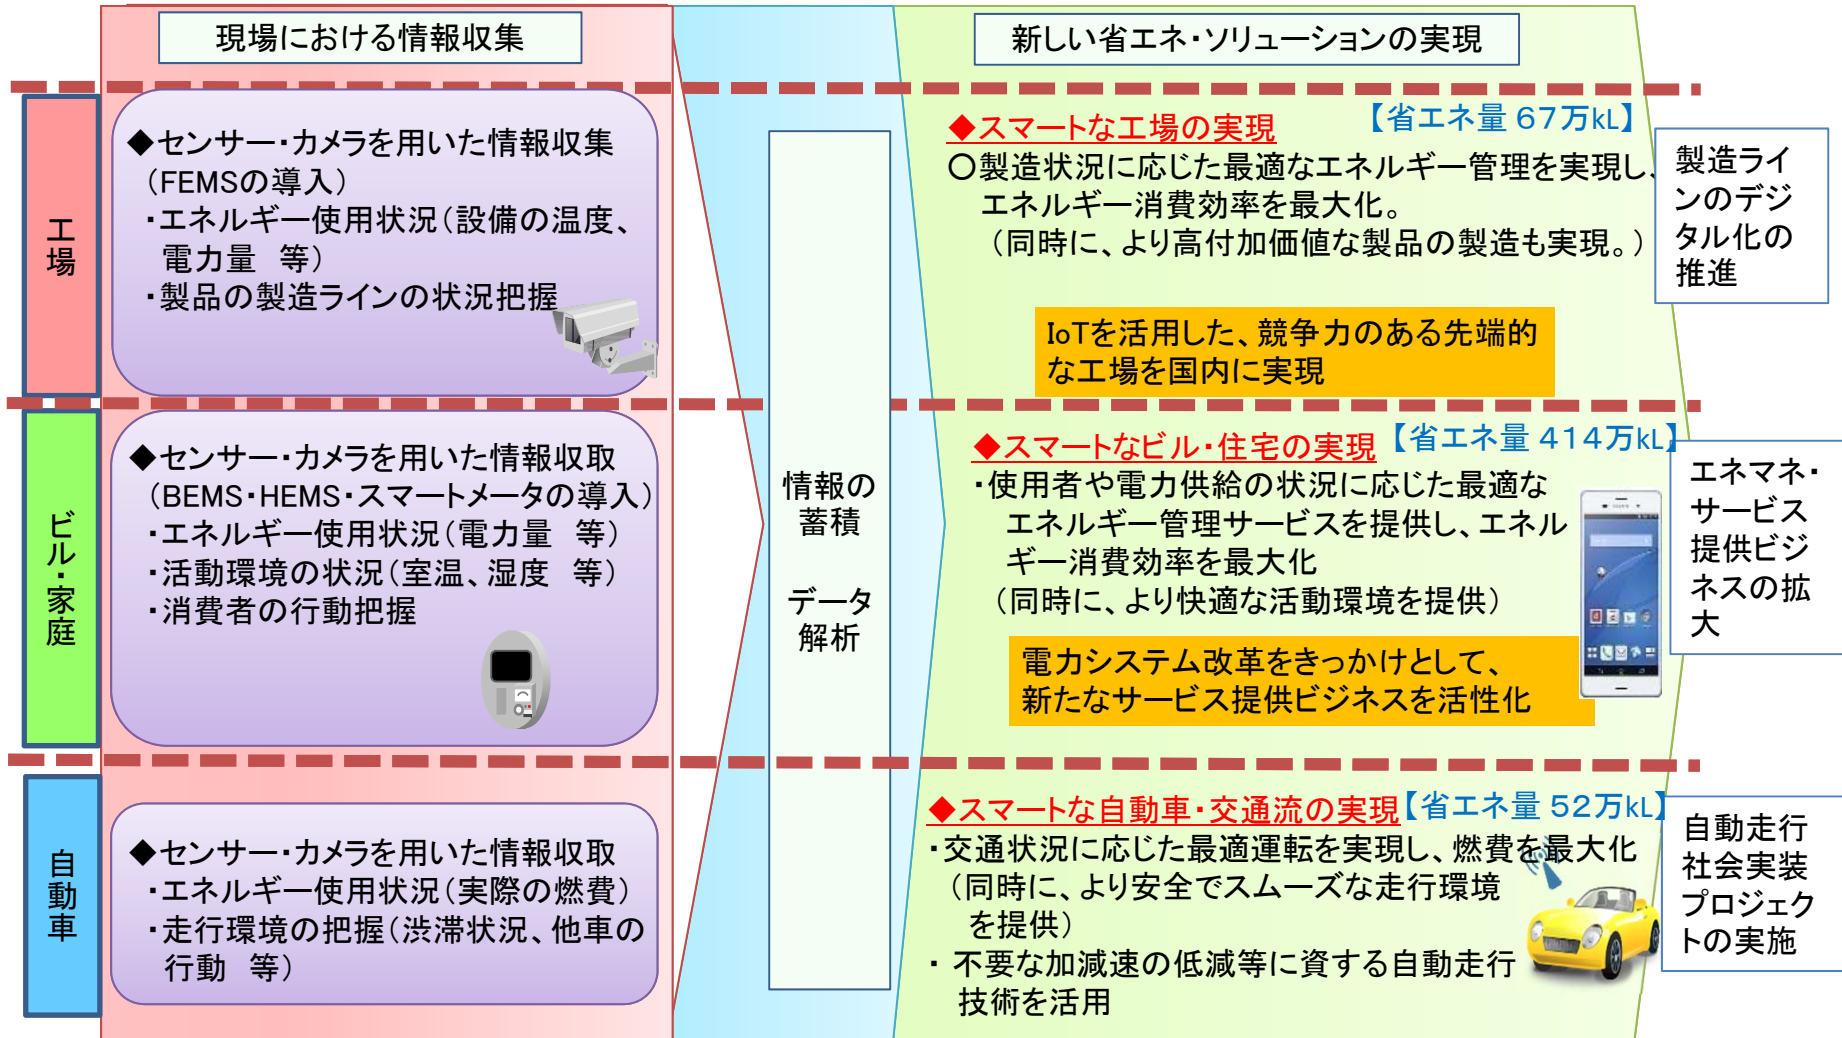 現場における情報収集
新しい省エネ・ソリューションの実現
工場
◆センサー・カメラを用いた情報収集
（FEMSの導入）
・エネルギー使用状況（設備の温度、
電力量　等）
・製品の製造ラインの状況把握
◆スマートな工場の実現
【省エネ量 67万kL】
〇製造状況に応じた最適なエネルギー管理を実現し、
エネルギー消費効率を最大化。
（同時に、より高付加価値な製品の製造も実現。）
IoTを活用した、競争力のある先端的
な工場を国内に実現
製造ライ
ンのデジ
タル化の
推進
ビル・家庭
◆センサー・カメラを用いた情報収取
（BEMS・HEMS・スマートメータの導入）
・エネルギー使用状況（電力量　等）
・活動環境の状況（室温、湿度　等）
・消費者の行動把握
情報の
蓄積
データ
解析
◆スマートなビル・住宅の実現
【省エネ量 414万kL】
・使用者や電力供給の状況に応じた最適な
エネルギー管理サービスを提供し、エネル
ギー消費効率を最大化
（同時に、より快適な活動環境を提供）
電力システム改革をきっかけとして、
新たなサービス提供ビジネスを活性化
エネマネ・
サービス
提供ビジ
ネスの拡
大
自動車
◆センサー・カメラを用いた情報収取
・エネルギー使用状況（実際の燃費）
・走行環境の把握（渋滞状況、他車の
行動　等）
◆スマートな自動車・交通流の実現
【省エネ量 52万kL】
・交通状況に応じた最適運転を実現し、燃費を最大化
（同時に、より安全でスムーズな走行環境
を提供）
・ 不要な加減速の低減等に資する自動走行
技術を活用
自動走行
社会実装
プロジェク
トの実施